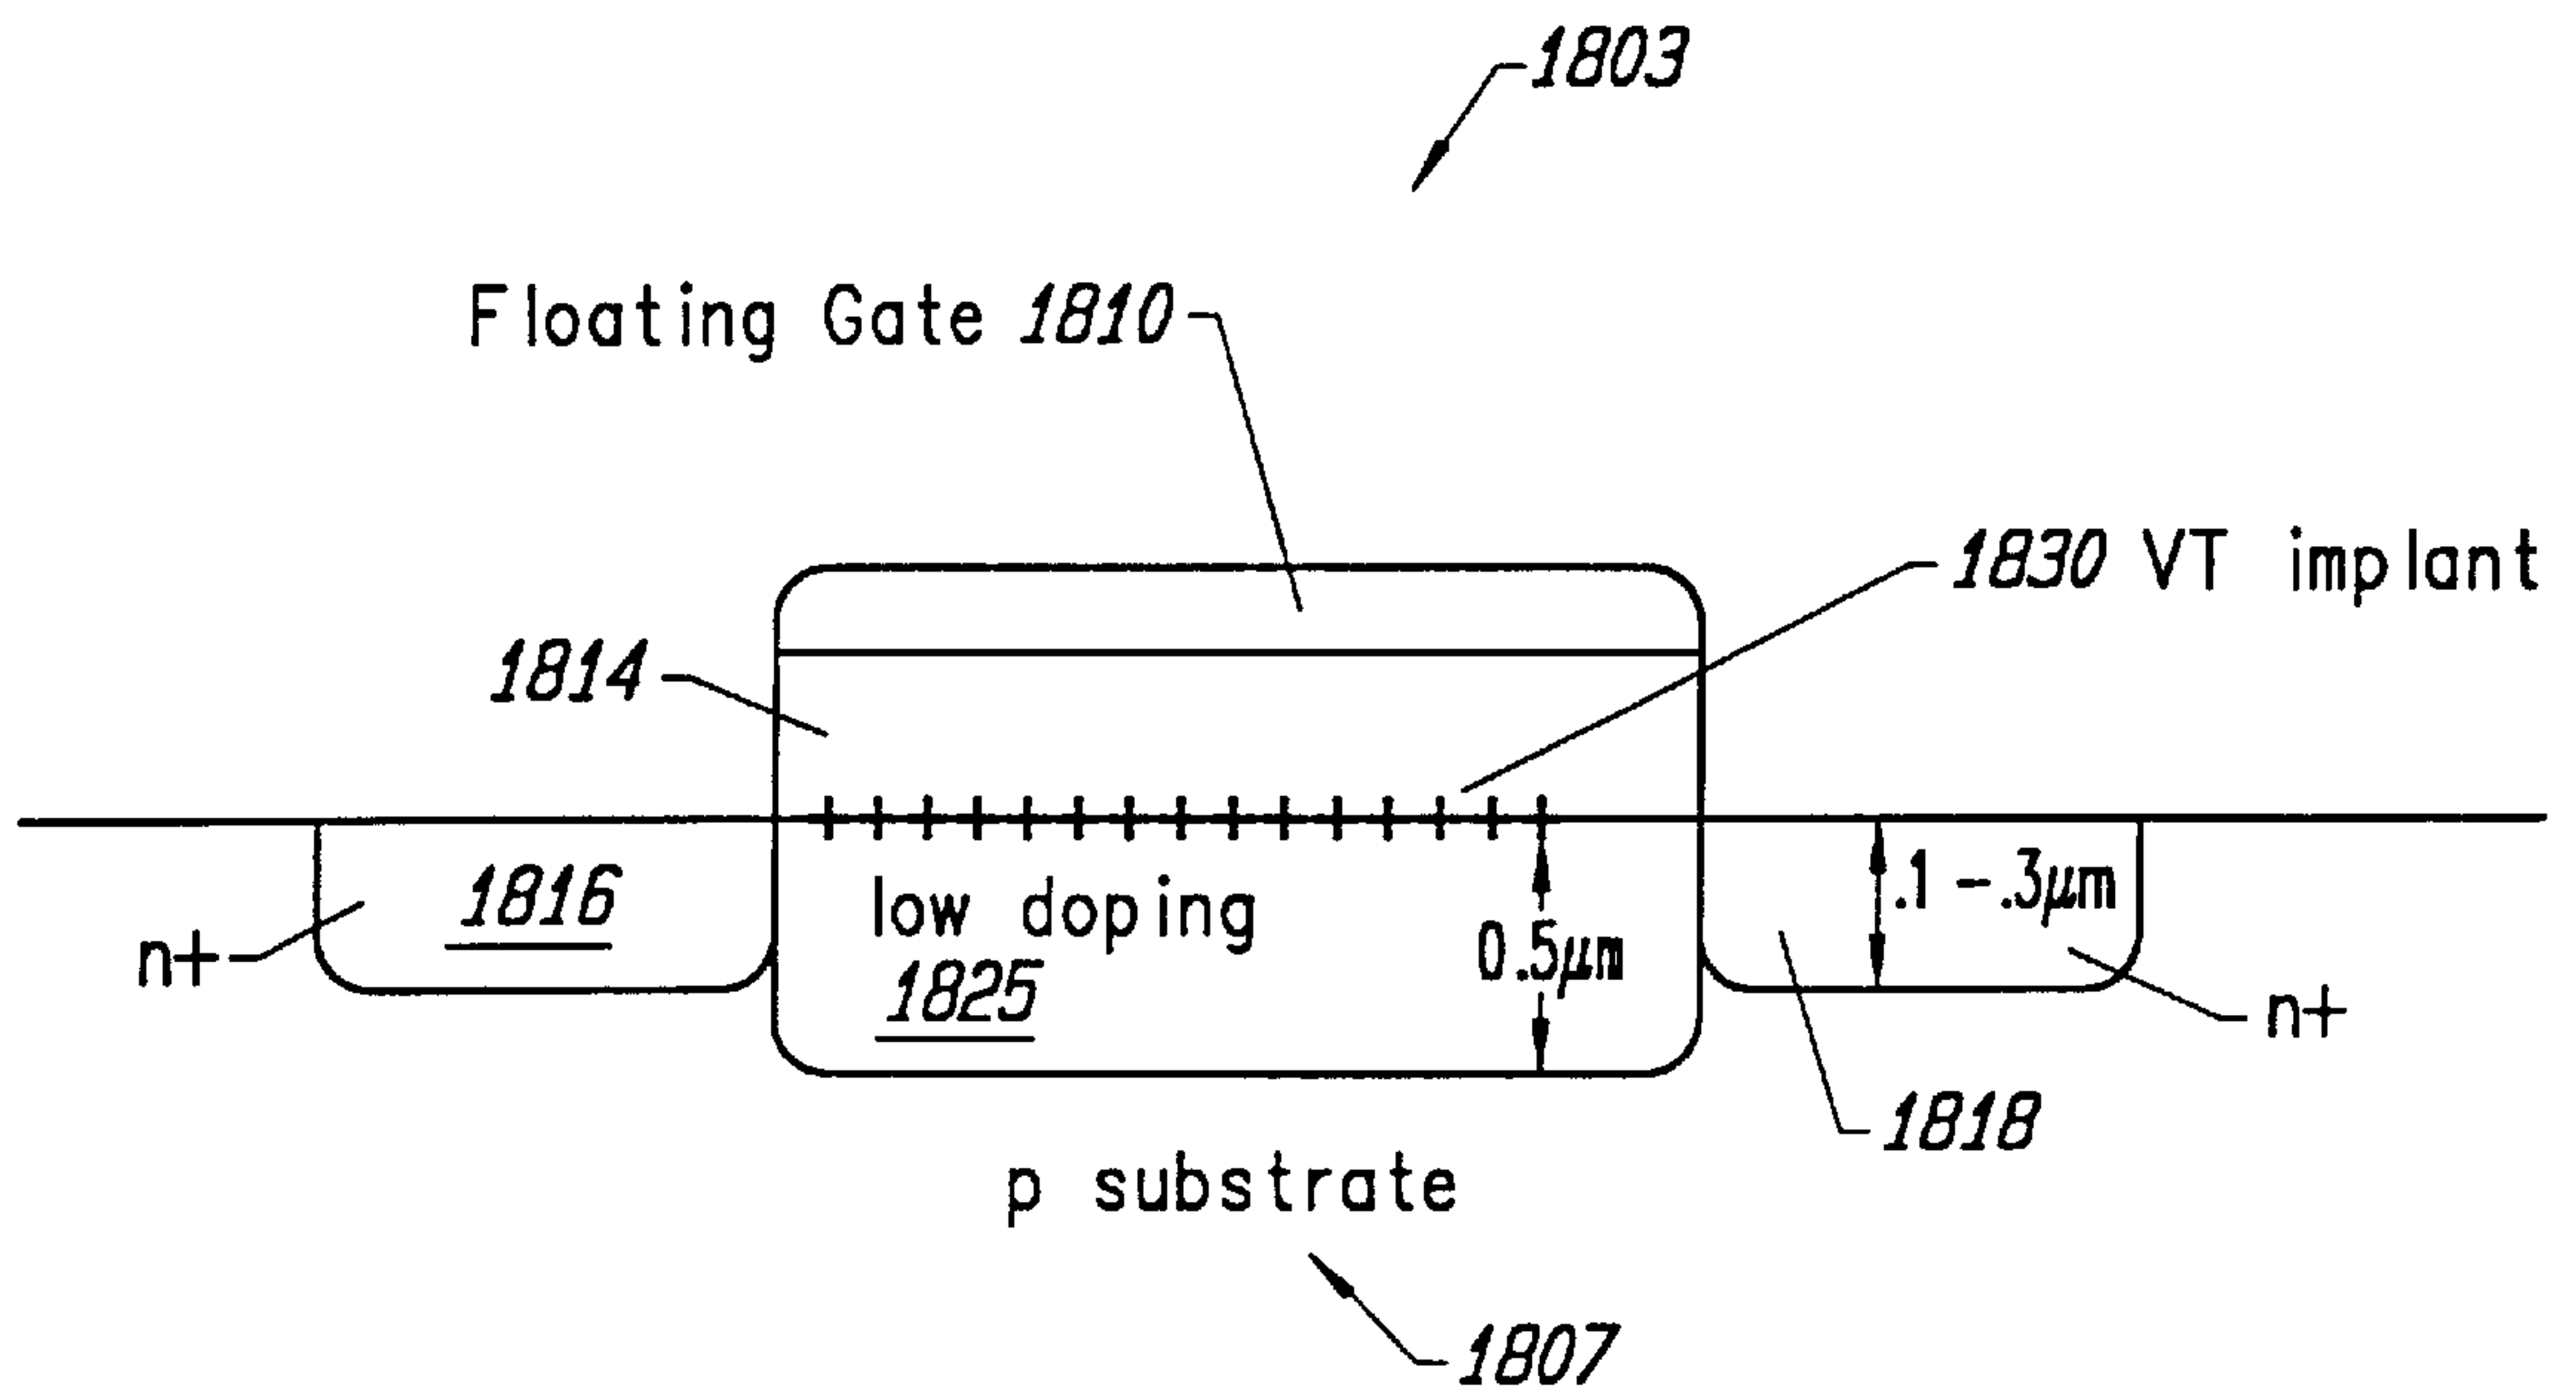 1803
Floating Gate 1810
1830 VT implant
1814
n+
1816
low doping
1825
0.5µm
.1-.3µm
n+
1818
p substrate
1807